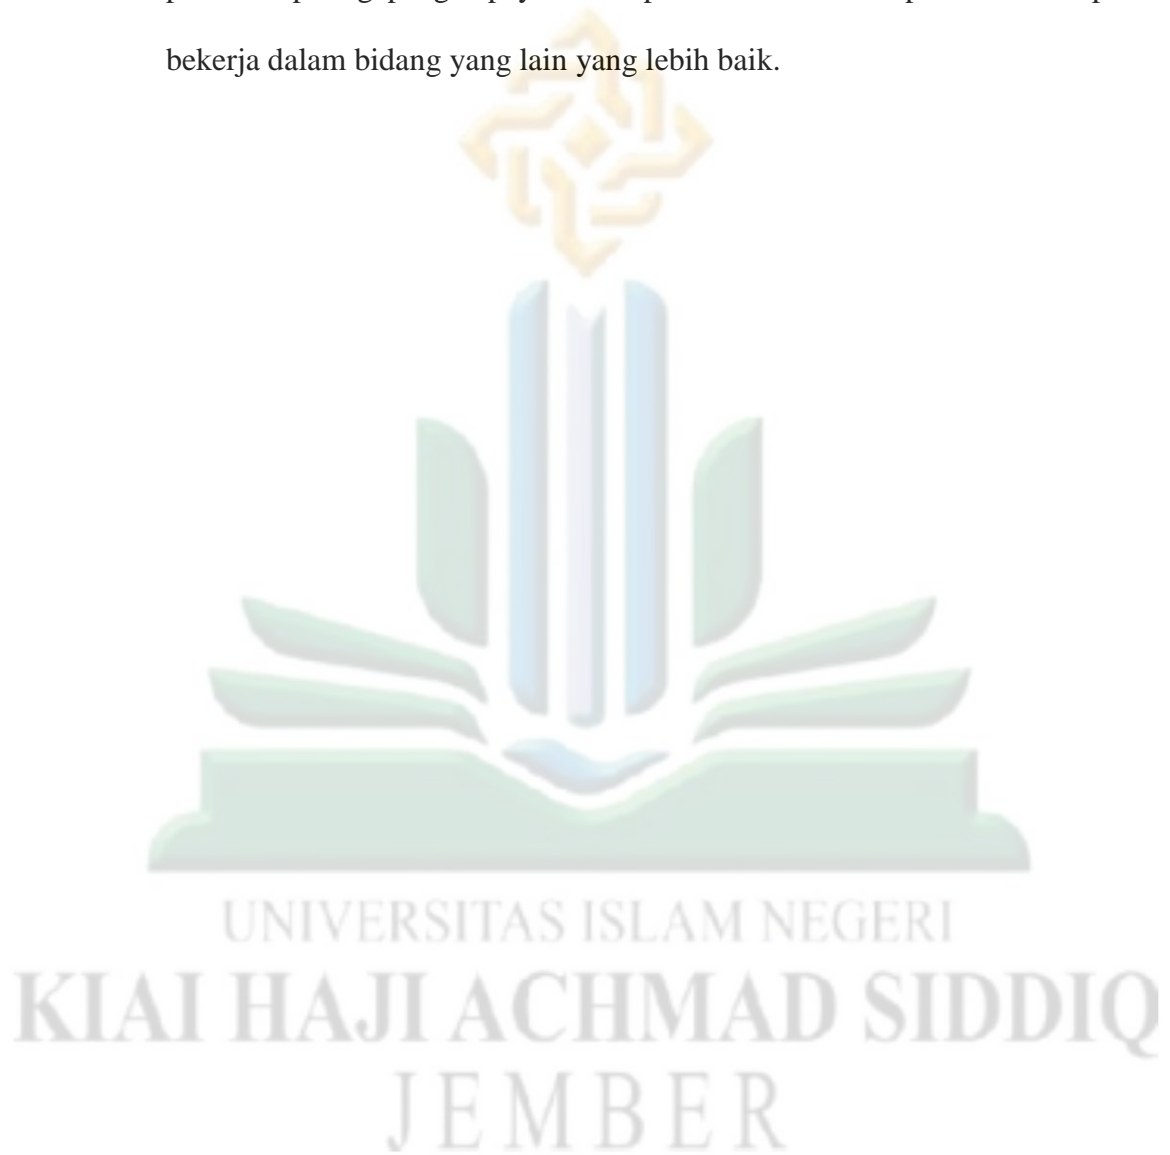 bekerja dalam bidang yang lain yang lebih baik.
UNIVERSITAS ISLAM NEGERI
KIAI HAJI ACHMAD SIDDIQ
JEMBER